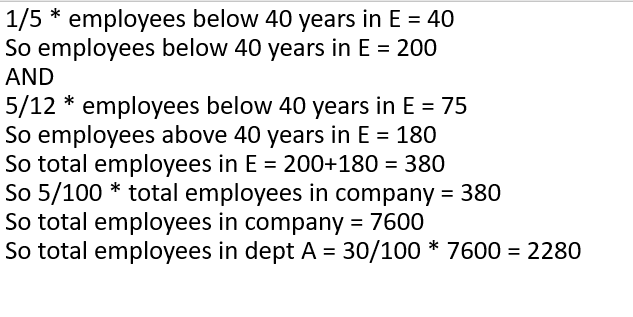 1/5 * employees below 40 years in E = 40
So employees below 40 years in E = 200
AND
5/12 * employees below 40 years in E = 75
So employees above 40 years in E = 180
So total employees in E = 200+180 = 380
So 5/100 * total employees in company = 380
So total employees in company = 7600
So total employees in dept A = 30/100 * 7600 = 2280